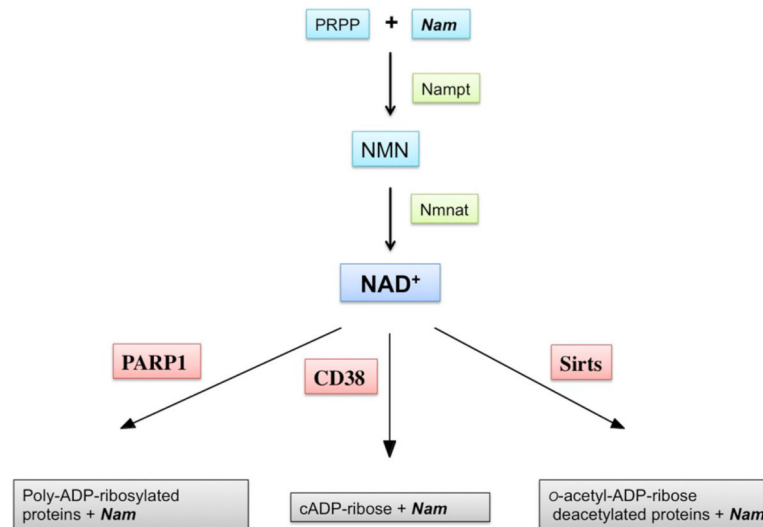 PRPP + Nam
Nampt
NMN
Nmnat
NAD⁺
PARP1
CD38
Sirts
Poly-ADP-ribosylated
proteins + Nam
cADP-ribose + Nam
O-acetyl-ADP-ribose
deacetylated proteins + Nam